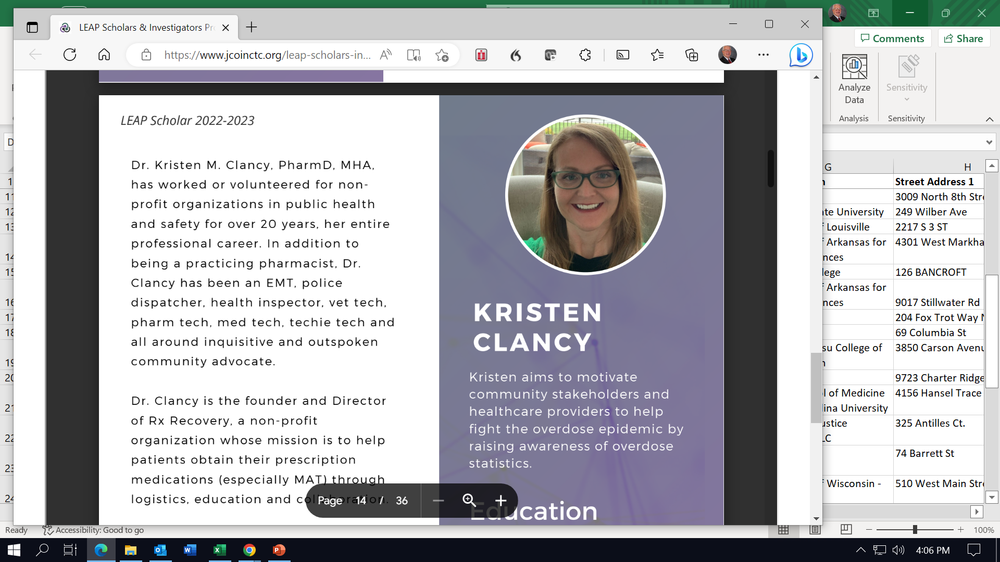 LEAP Scholars & Investigators Pr
https://www.jcoinctc.org/leap-scholars-in...
Comments
Share
Analyze
Data
Sensitivity
Analysis
Sensitivity
LEAP Scholar 2022-2023
Dr. Kristen M. Clancy, PharmD, MHA,
has worked or volunteered for non-
profit organizations in public health
and safety for over 20 years, her entire
professional career. In addition to
being a practicing pharmacist, Dr.
Clancy has been an EMT, police
dispatcher, health inspector, vet tech,
pharm tech, med tech, techie tech and
all around inquisitive and outspoken
community advocate.
Dr. Clancy is the founder and Director
of Rx Recovery, a non-profit
organization whose mission is to help
patients obtain their prescription
medications (especially MAT) through
logistics, education and collaboration.
KRISTEN
CLANCY
Kristen aims to motivate
community stakeholders and
healthcare providers to help
fight the overdose epidemic by
raising awareness of overdose
statistics.
Education
Page 14 / 36
G H
Street Address 1
3009 North 8th Stre
te University 249 Wilber Ave
f Louisville 2217 S 3 ST
f Arkansas for 4301 West Markha
nces
lege 126 BANCROFT
f Arkansas for
nces 9017 Stillwater Rd
204 Fox Trot Way N
69 Columbia St
su College of 3850 Carson Avenu
n
9723 Charter Ridge
l of Medicine 4156 Hansel Trace
lina University
ustice 325 Antilles Ct.
LC
74 Barrett St
f Wisconsin - 510 West Main Stre
Ready
Accessibility: Good to go
100%
4:06 PM